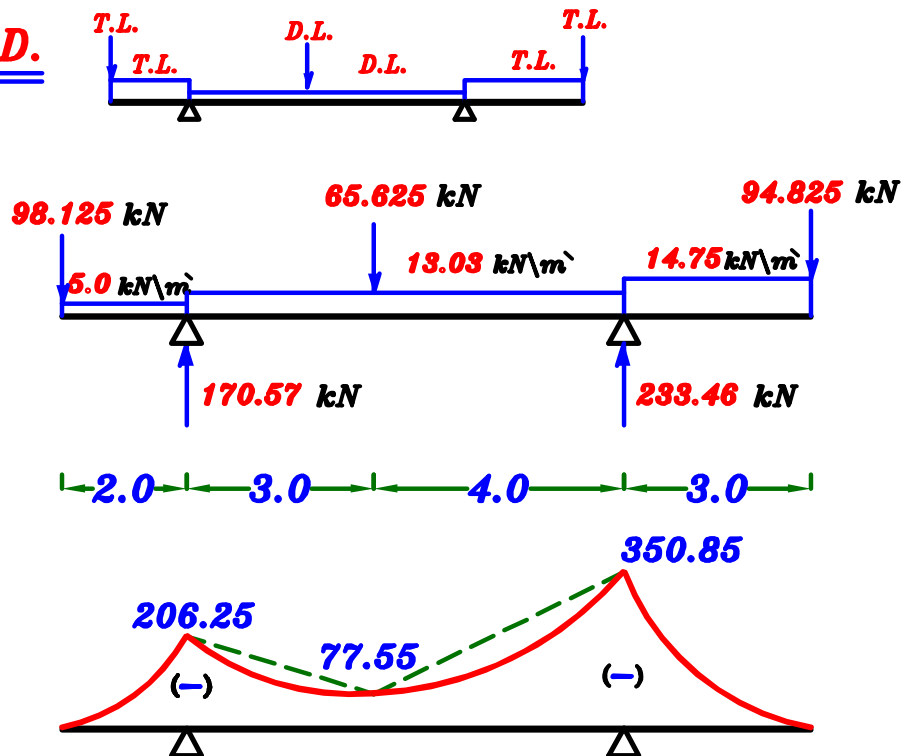 D.
T.L.
D.L.
T.L.
T.L.
D.L.
T.L.
98.125 kN
65.625 kN
94.825 kN
5.0 kN\m`
13.03 kN\m`
14.75 kN\m`
170.57 kN
233.46 kN
2.0
3.0
4.0
3.0
206.25
77.55
350.85
(-)
(-)